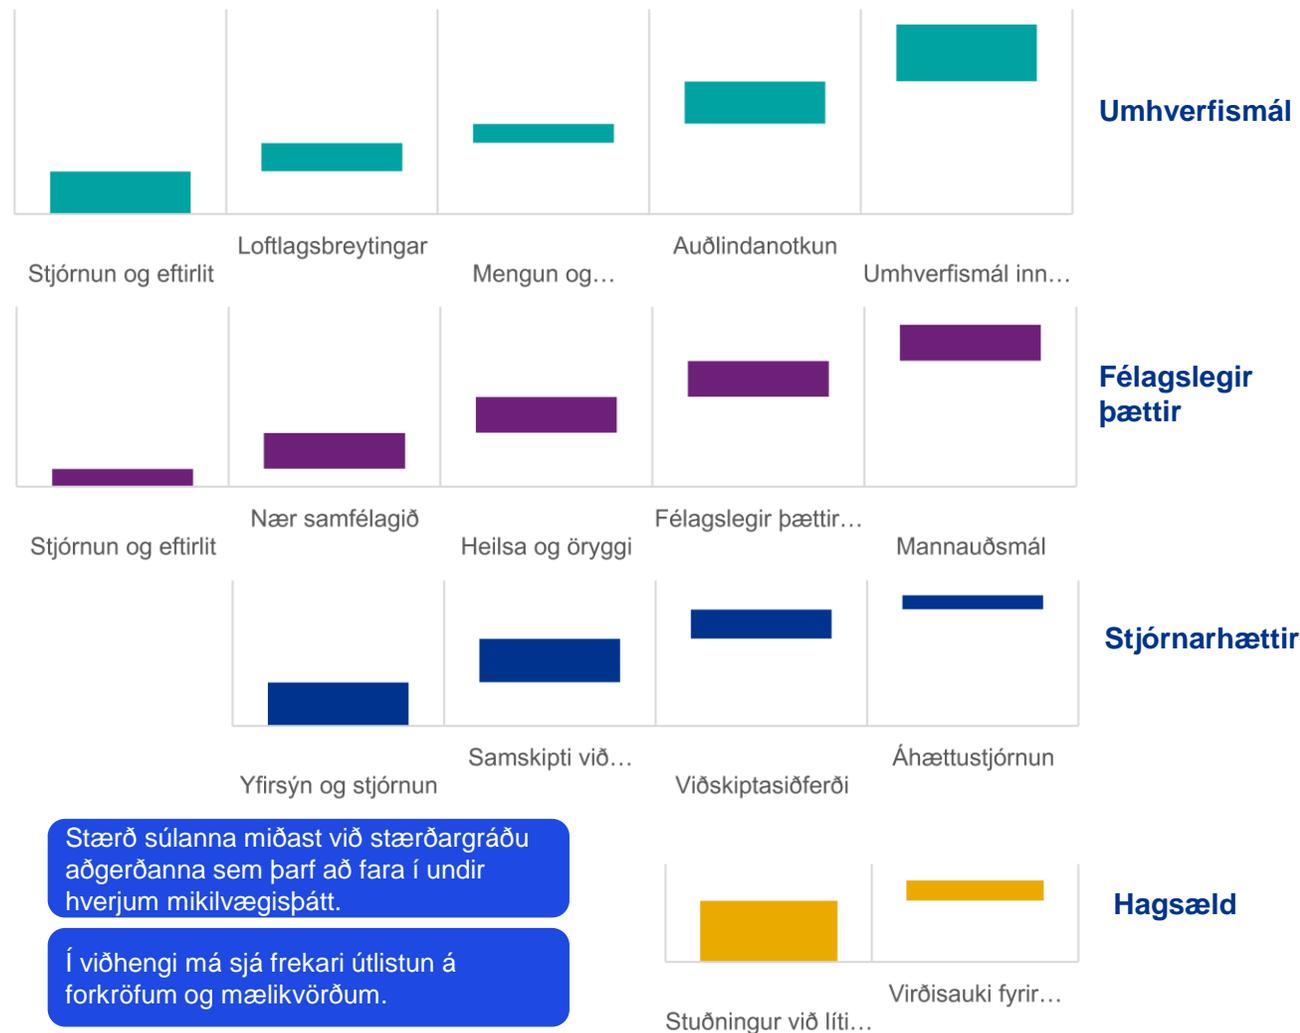 Umhverfismál
Loftlagsbreytingar
Auðlindanotkun
Stjórnun og eftirlit
Mengun og…
Umhverfismál inn…
Félagslegir
þættir
Nær samfélagið
Félagslegir þættir…
Stjórnun og eftirlit
Heilsa og öryggi
Mannauðsmál
Stjórnarhættir
Samskipti við…
Áhættustjórnun
Yfirsýn og stjórnun
Viðskiptasiðferði
Stærð súlanna miðast við stærðargráðu
aðgerðanna sem þarf að fara í undir
hverjum mikilvægisþátt.
Hagsæld
Í viðhengi má sjá frekari útlistun á
forkröfum og mælikvörðum.
Virðisauki fyrir…
Stuðningur við líti…